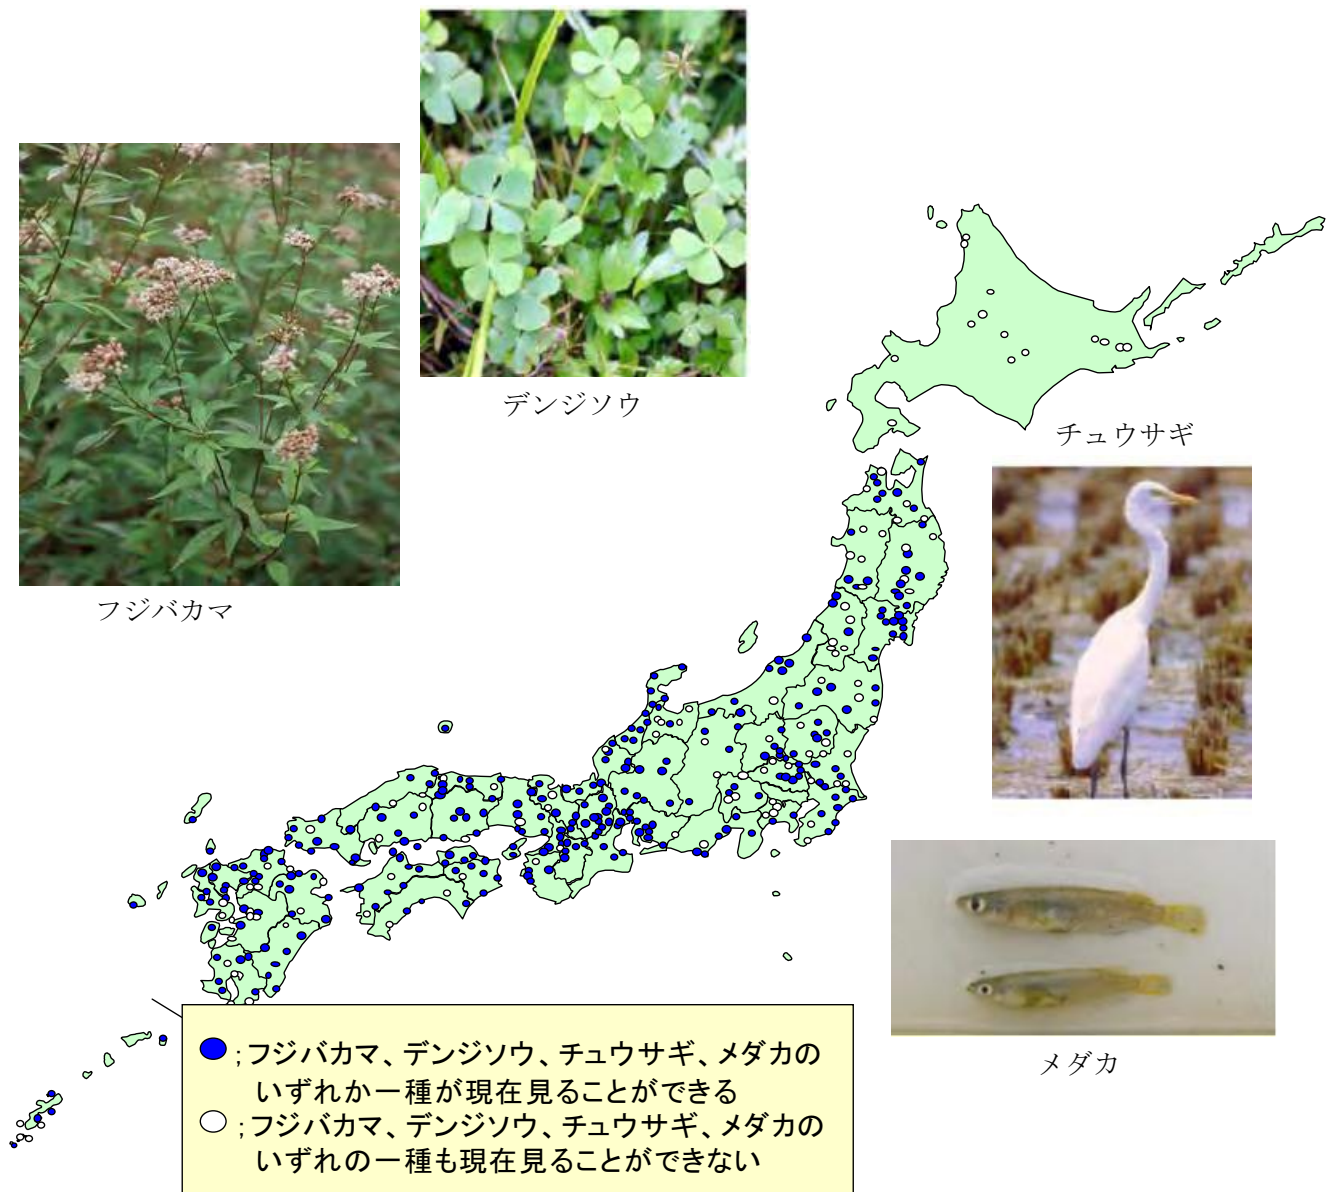 デンジソウ
チュウサギ
フジバカマ
メダカ
;フジバカマ、デンジソウ、チュウサギ、メダカの
いずれか一種が現在見ることができる
;フジバカマ、デンジソウ、チュウサギ、メダカの
いずれの一種も現在見ることができない